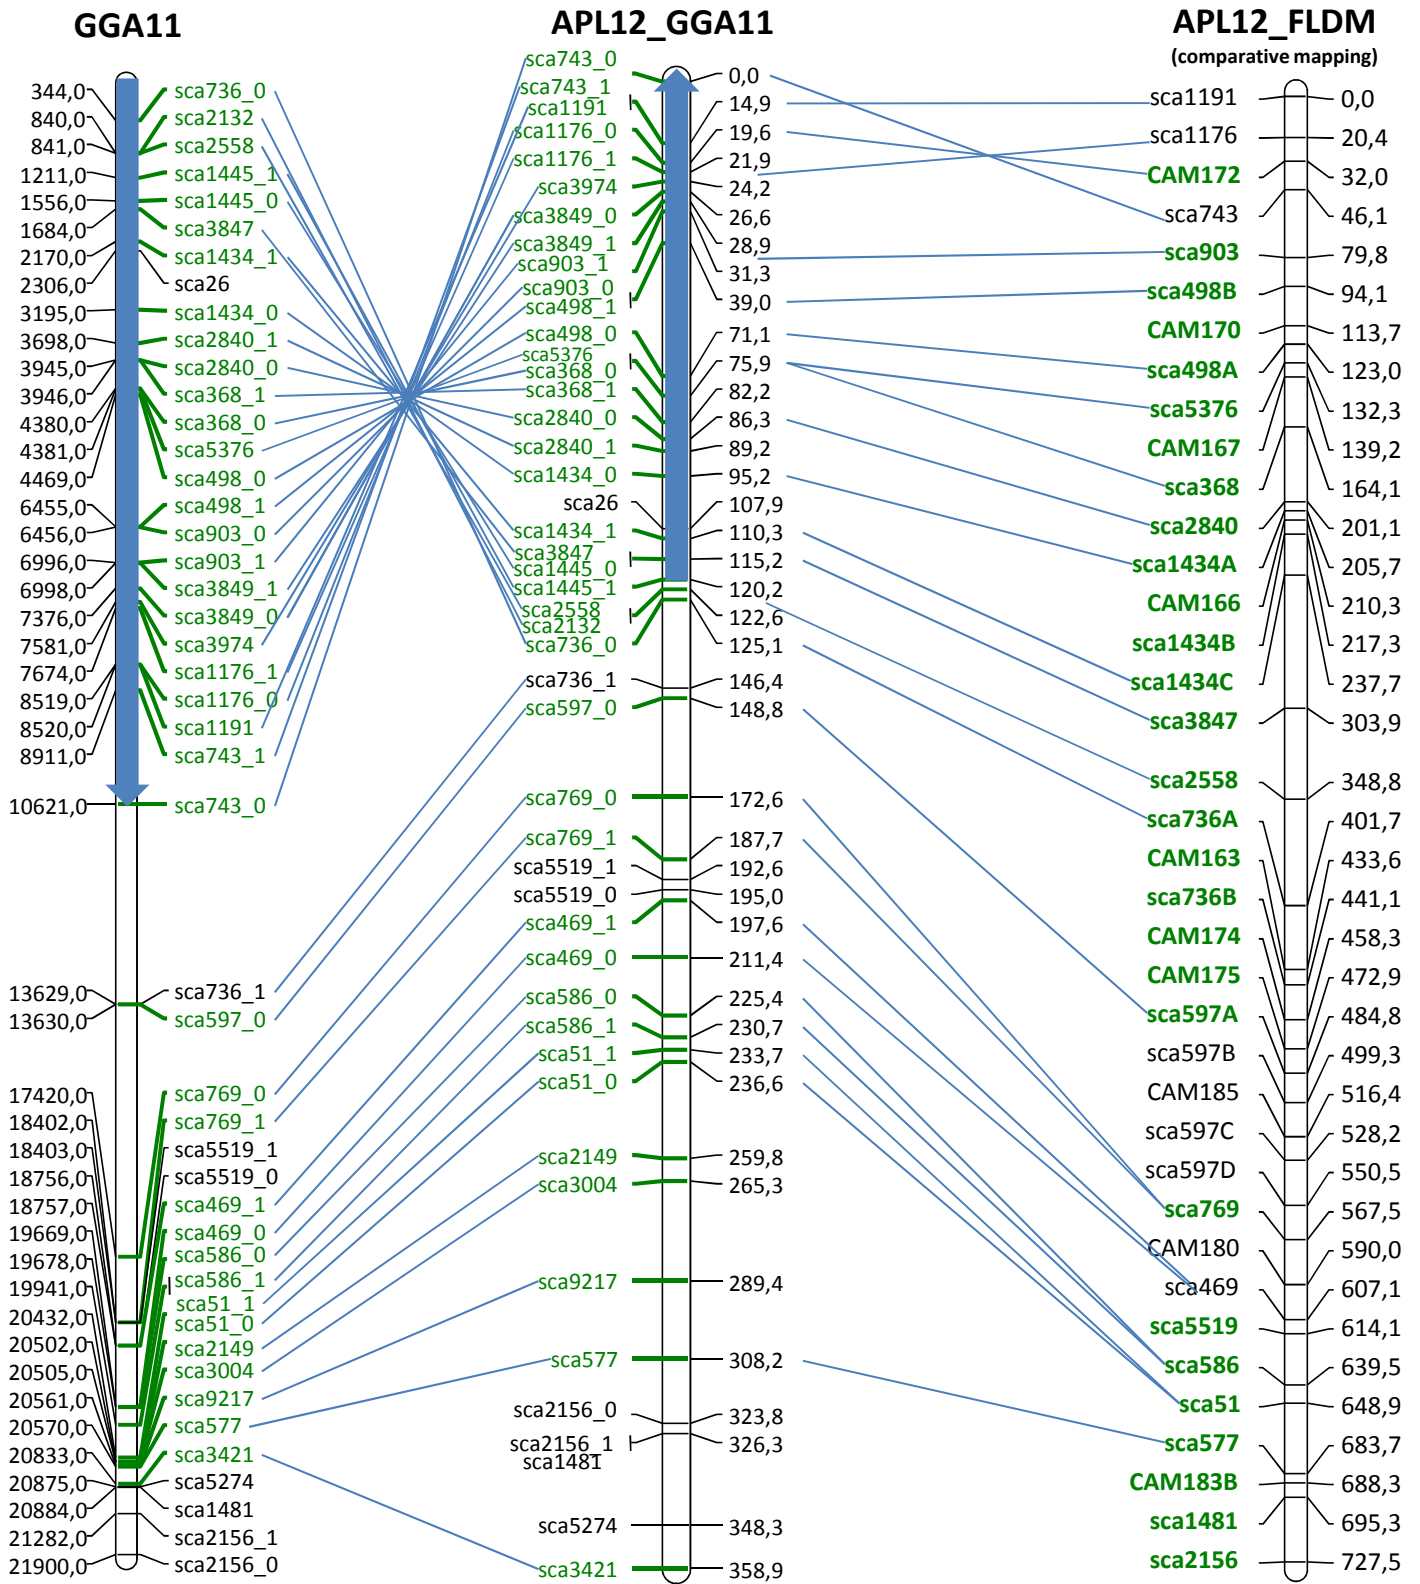 GGA11
344,0
840,0
841,0
1211,0
1556,0
1684,0
2170,0
2306,0
3195,0
3698,0
3945,0
3946,0
4380,0
4381,0
4469,0
6455,0
6456,0
6996,0
6998,0
7376,0
7581,0
7674,0
8519,0
8520,0
8911,0
10621,0
13629,0
13630,0
17420,0
18402,0
18403,0
18756,0
18757,0
19669,0
19678,0
19941,0
20432,0
20502,0
20505,0
20561,0
20570,0
20833,0
20875,0
20884,0
21282,0
21900,0
sca736_0
sca2132
sca2558
sca1445_1
sca1445_0
sca3847
sca1434_1
sca26
sca1434_0
sca2840_1
sca2840_0
sca368_1
sca368_0
sca5376
sca498_0
sca498_1
sca903_0
sca903_1
sca3849_1
sca3849_0
sca3974
sca1176_1
sca1176_0
sca1191
sca743_1
sca743_0
sca736_1
sca597_0
sca769_0
sca769_1
sca5519_1
sca5519_0
sca469_1
sca469_0
sca586_0
sca586_1
sca51_1
sca51_0
sca2149
sca3004
sca9217
sca577
sca3421
sca5274
sca1481
sca2156_1
sca2156_0
APL12_GGA11
sca743_0
sca743_1
sca1191
sca1176_0
sca1176_1
sca3974
sca3849_0
sca3849_1
sca903_1
sca903_0
sca498_1
sca498_0
sca5376
sca368_0
sca368_1
sca2840_0
sca2840_1
sca1434_0
sca26
sca1434_1
sca3847
sca1445_0
sca1445_1
sca2558
sca2132
sca736_0
sca736_1
sca597_0
sca769_0
sca769_1
sca5519_1
sca5519_0
sca469_1
sca469_0
sca586_0
sca586_1
sca51_1
sca51_0
sca2149
sca3004
sca9217
sca577
sca2156_0
sca2156_1
sca1481
sca5274
sca3421
0,0
14,9
19,6
21,9
24,2
26,6
28,9
31,3
39,0
71,1
75,9
82,2
86,3
89,2
95,2
107,9
110,3
115,2
120,2
122,6
125,1
146,4
148,8
172,6
187,7
192,6
195,0
197,6
211,4
225,4
230,7
233,7
236,6
259,8
265,3
289,4
308,2
323,8
326,3
348,3
358,9
APL12_FLDM
(comparative mapping)
sca1191
sca1176
CAM172
sca743
sca903
sca498B
CAM170
sca498A
sca5376
CAM167
sca368
sca2840
sca1434A
CAM166
sca1434B
sca1434C
sca3847
sca2558
sca736A
CAM163
sca736B
CAM174
CAM175
sca597A
sca597B
CAM185
sca597C
sca597D
sca769
CAM180
sca469
sca5519
sca586
sca51
sca577
CAM183B
sca1481
sca2156
0,0
20,4
32,0
46,1
79,8
94,1
113,7
123,0
132,3
139,2
164,1
201,1
205,7
210,3
217,3
237,7
303,9
348,8
401,7
433,6
441,1
458,3
472,9
484,8
499,3
516,4
528,2
550,5
567,5
590,0
607,1
614,1
639,5
648,9
683,7
688,3
695,3
727,5